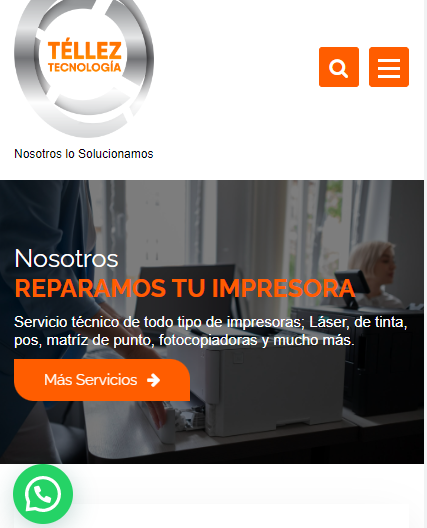 TÉLLEZ
TECNOLOGÍA
Nosotros lo Solucionamos
Nosotros
REPARAMOS TU IMPRESORA
Servicio técnico de todo tipo de impresoras; Láser, de tinta,
pos, matríz de punto, fotocopiadoras y mucho más.
Más Servicios